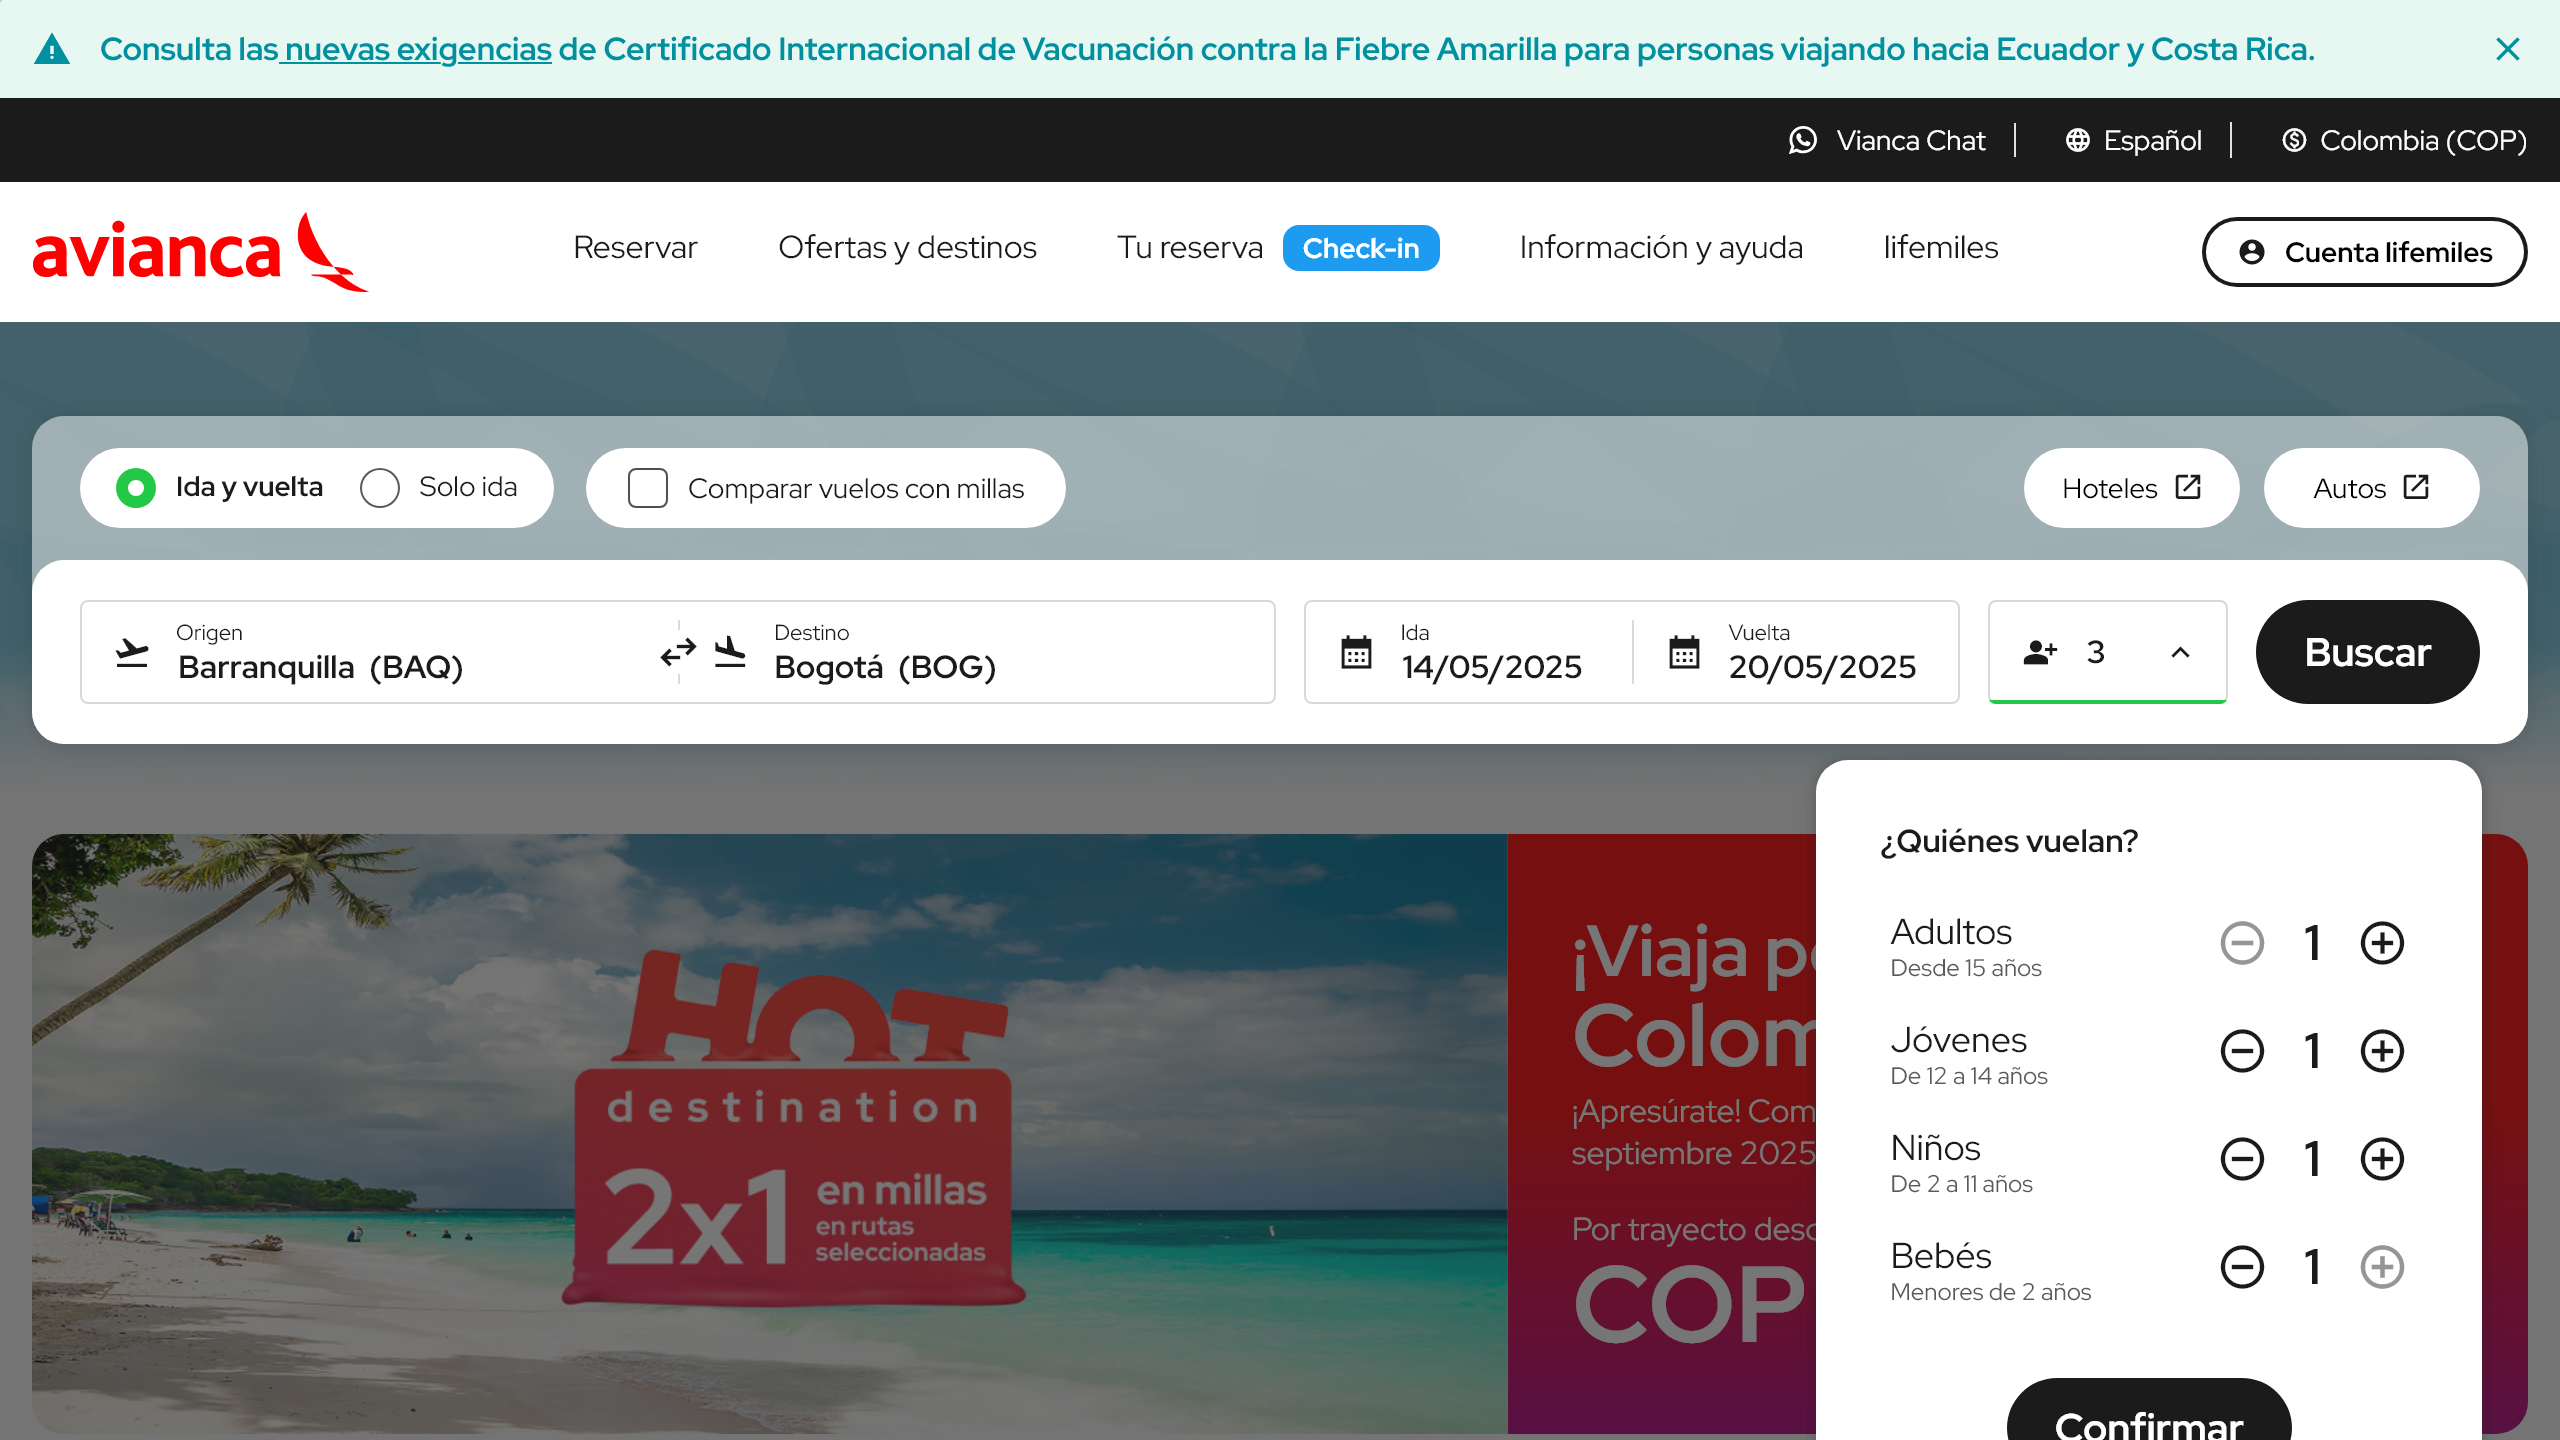 Consulta las nuevas exigencias de Certificado Internacional de Vacunación contra la Fiebre Amarilla para personas viajando hacia Ecuador y Costa Rica.
Vianca Chat
Español
Colombia (COP)
avianca
Reservar
Ofertas y destinos
Tu reserva
Check-in
Información y ayuda
lifemiles
Cuenta lifemiles
Ida y vuelta
Solo ida
Comparar vuelos con millas
Hoteles
Autos
Origen
Barranquilla (BAQ)
Destino
Bogotá (BOG)
Ida
14/05/2025
Vuelta
20/05/2025
3
Buscar
HOT
destination
2x1
en millas
en rutas
seleccionadas
¡Viaja
Colom
¡Apresúrate! Com
septiembre 2025
Por trayecto desd
COP
¿Quiénes vuelan?
Adultos
Desde 15 años
1
Jóvenes
De 12 a 14 años
1
Niños
De 2 a 11 años
1
Bebés
Menores de 2 años
1
Confirmar